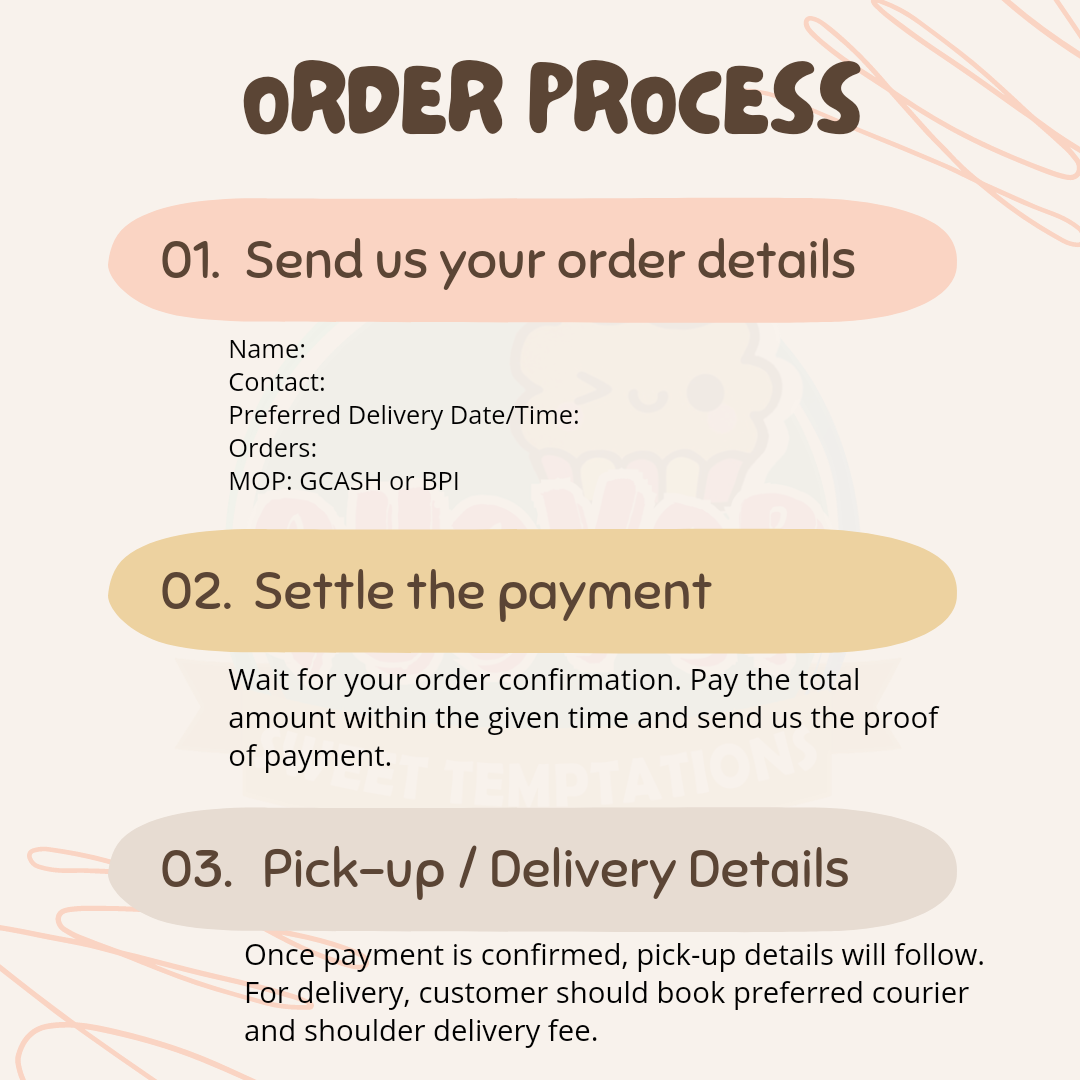 ORDER PROCESS
01. Send us your order details
Name:
Contact:
Preferred Delivery Date/Time:
Orders:
MOP: GCASH or BPI
02. Settle the payment
Wait for your order confirmation. Pay the total
amount within the given time and send us the proof
of payment.
SWEET TEMPTATIONS
03. Pick-up / Delivery Details
Once payment is confirmed, pick-up details will follow.
For delivery, customer should book preferred courier
and shoulder delivery fee.